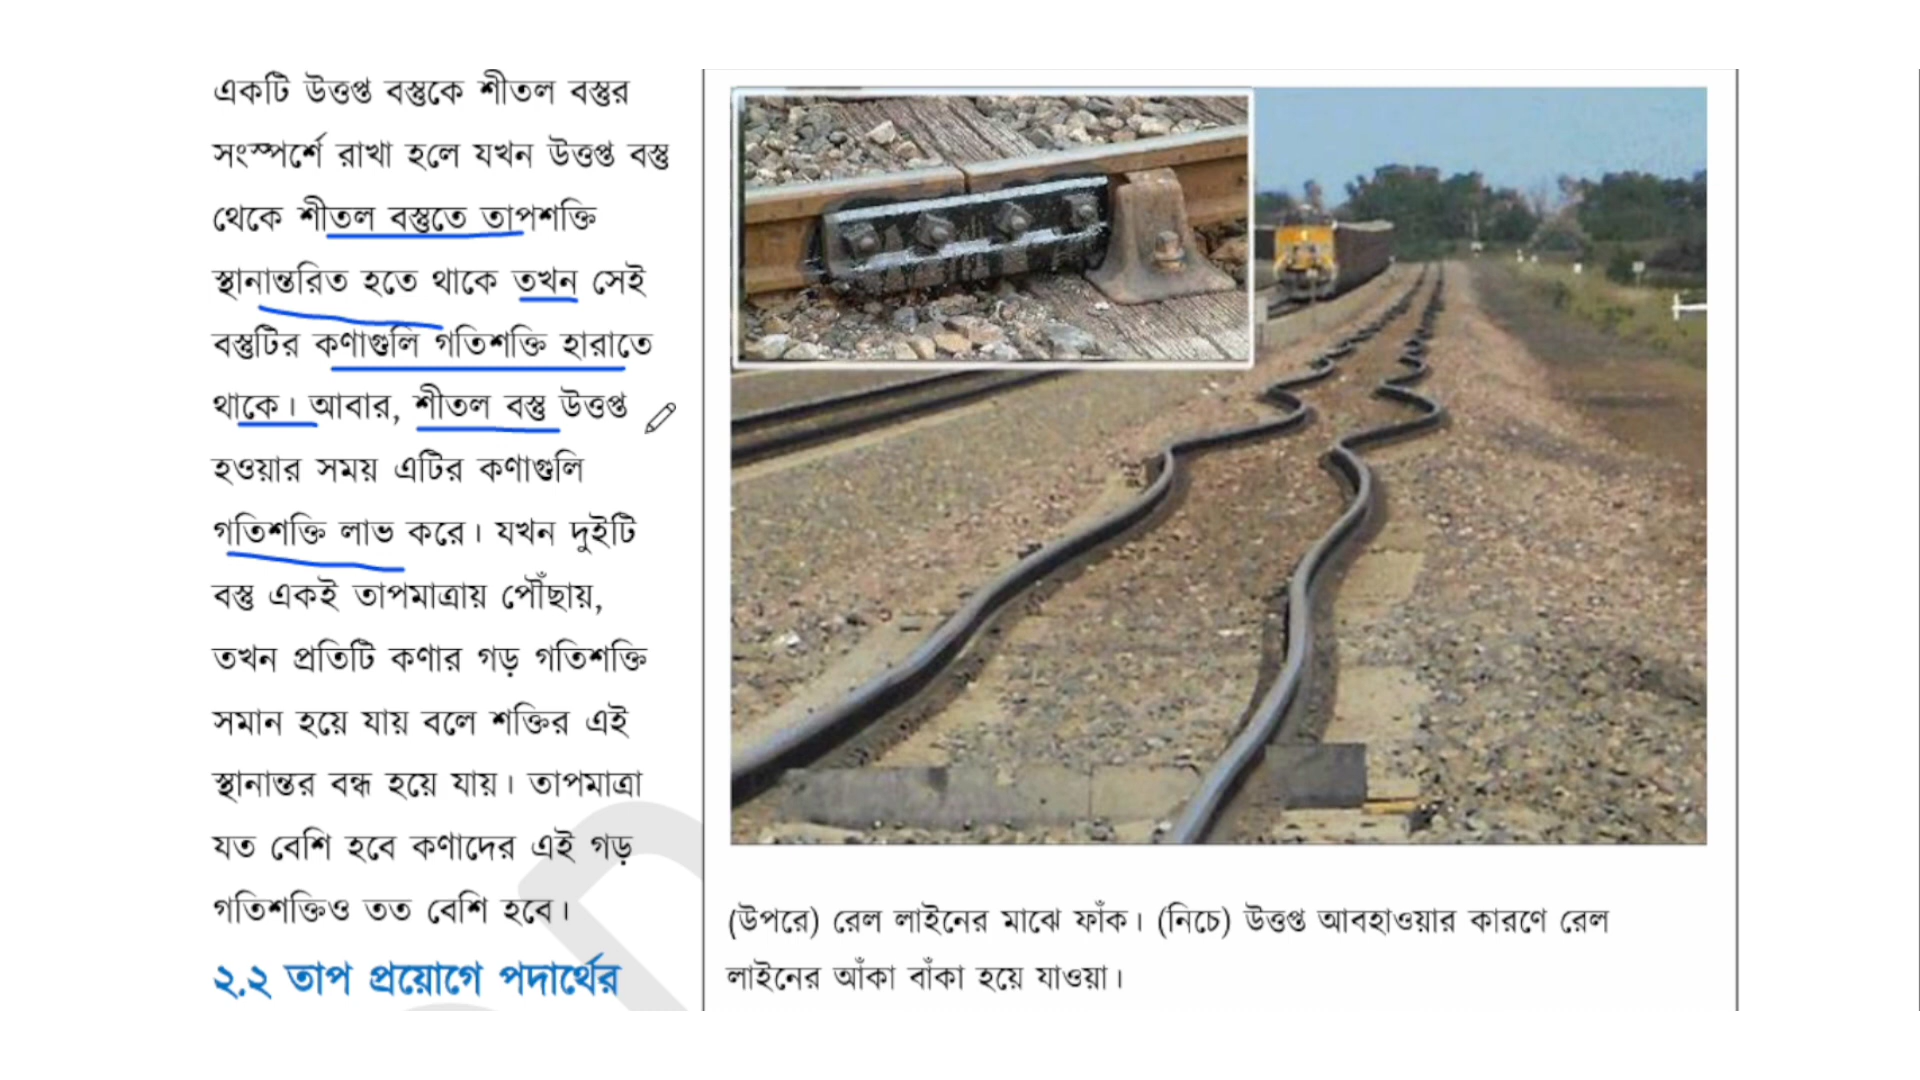 একটি উত্তপ্ত বস্তুকে শীতল বস্তুর
সংস্পর্শে রাখা হলে যখন উত্তপ্ত বস্তু
থেকে শীতল বস্তুতে তাপশক্তি
স্থানান্তরিত হতে থাকে তখন সেই
বস্তুটির কণাগুলি গতিশক্তি হারাতে
থাকে। আবার, শীতল বস্তু উত্তপ্ত
হওয়ার সময় এটির কণাগুলি
গতিশক্তি লাভ করে। যখন দুইটি
বস্তু একই তাপমাত্রায় পৌঁছায়,
তখন প্রতিটি কণার গড় গতিশক্তি
সমান হয়ে যায় বলে শক্তির এই
স্থানান্তর বন্ধ হয়ে যায়। তাপমাত্রা
যত বেশি হবে কণাদের এই গড়
গতিশক্তিও তত বেশি হবে।
২.২ তাপ প্রয়োগে পদার্থের
(উপরে) রেল লাইনের মাঝে ফাঁক। (নিচে) উত্তপ্ত আবহাওয়ার কারণে রেল
লাইনের আঁকা বাঁকা হয়ে যাওয়া।